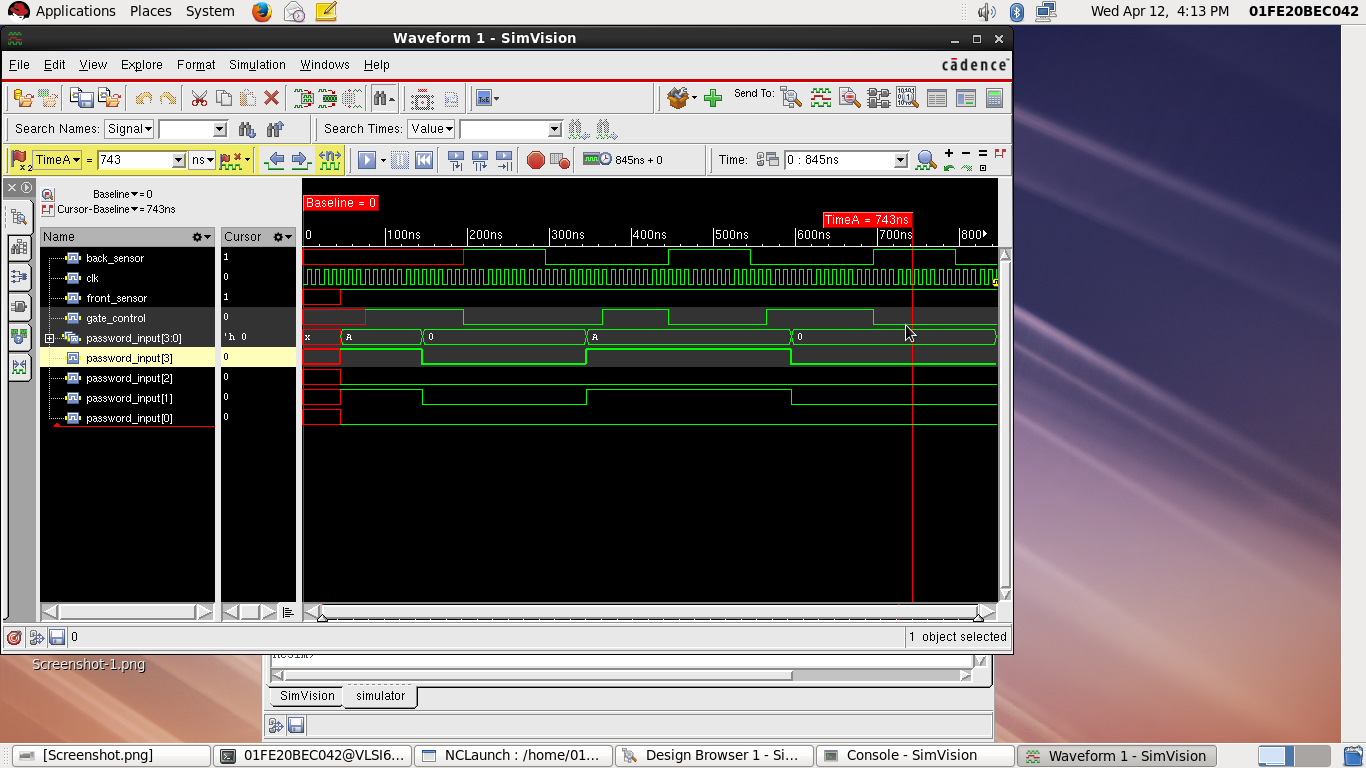 Applications Places System
Wed Apr 12, 4:13 PM 01FE20BEC042
Waveform 1 - SimVision
File Edit View Explore Format Simulation Windows Help
cādence
Send To:
Search Names: Signal
Search Times: Value
TimeA = 743 ns
845ns + 0
Time: 0 : 845ns
Baseline = 0
Cursor-Baseline = 743ns
Baseline = 0
TimeA = 743ns
Name Cursor
0 100ns 200ns 300ns 400ns 500ns 600ns 700ns 800
back_sensor 1
clk 0
front_sensor 1
gate_control 0
password_input[3:0] 'h 0 x A 0 A 0
password_input[3] 0
password_input[2] 0
password_input[1] 0
password_input[0] 0
0
1 object selected
Screenshot-1.png
SimVision simulator
[Screenshot.png] 01FE20BEC042@VLSI6... NCLaunch : /home/01... Design Browser 1 - Si... Console - SimVision Waveform 1 - SimVision